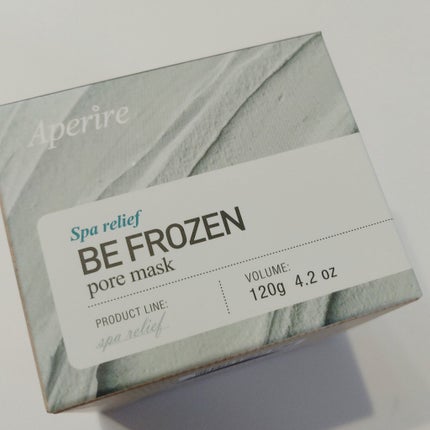 Aperire
Spa relief
BE FROZEN
pore mask
PRODUCT LINE:
spa relief.
VOLUME:
120g 4.2 oz